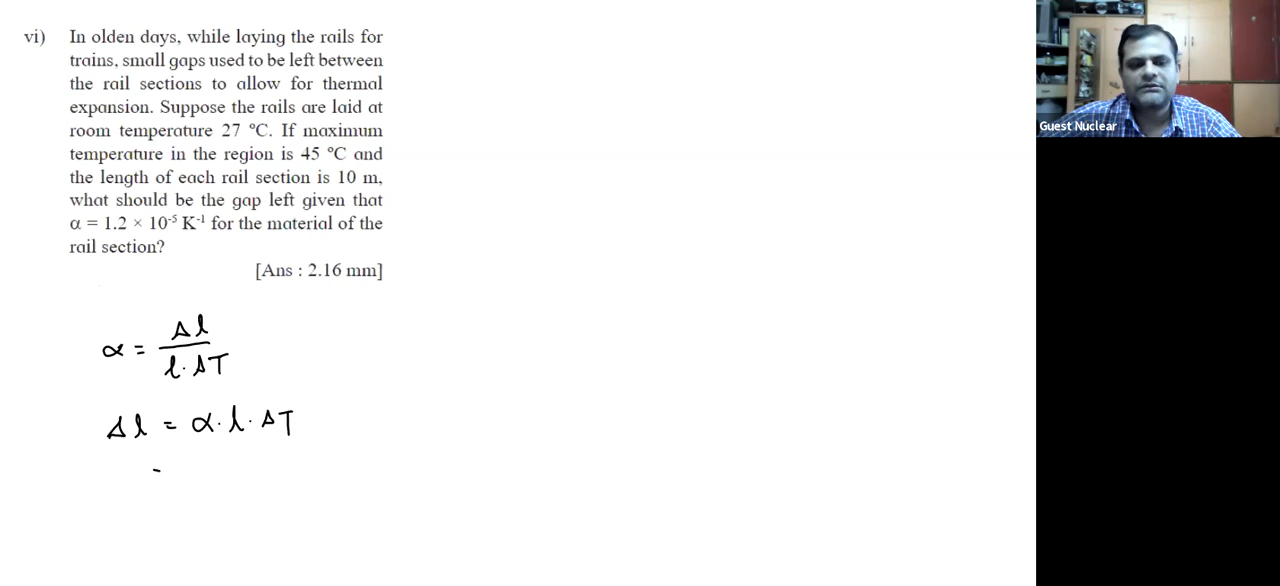 vi) In olden days, while laying the rails for
trains, small gaps used to be left between
the rail sections to allow for thermal
expansion. Suppose the rails are laid at
room temperature 27 °C. If maximum
temperature in the region is 45 °C and
the length of each rail section is 10 m,
what should be the gap left given that
α = 1.2 × 10⁻⁵ K⁻¹ for the material of the
rail section?
[Ans : 2.16 mm]
α = Δl / l · ΔT
Δl = α · l · ΔT
=
Guest Nuclear